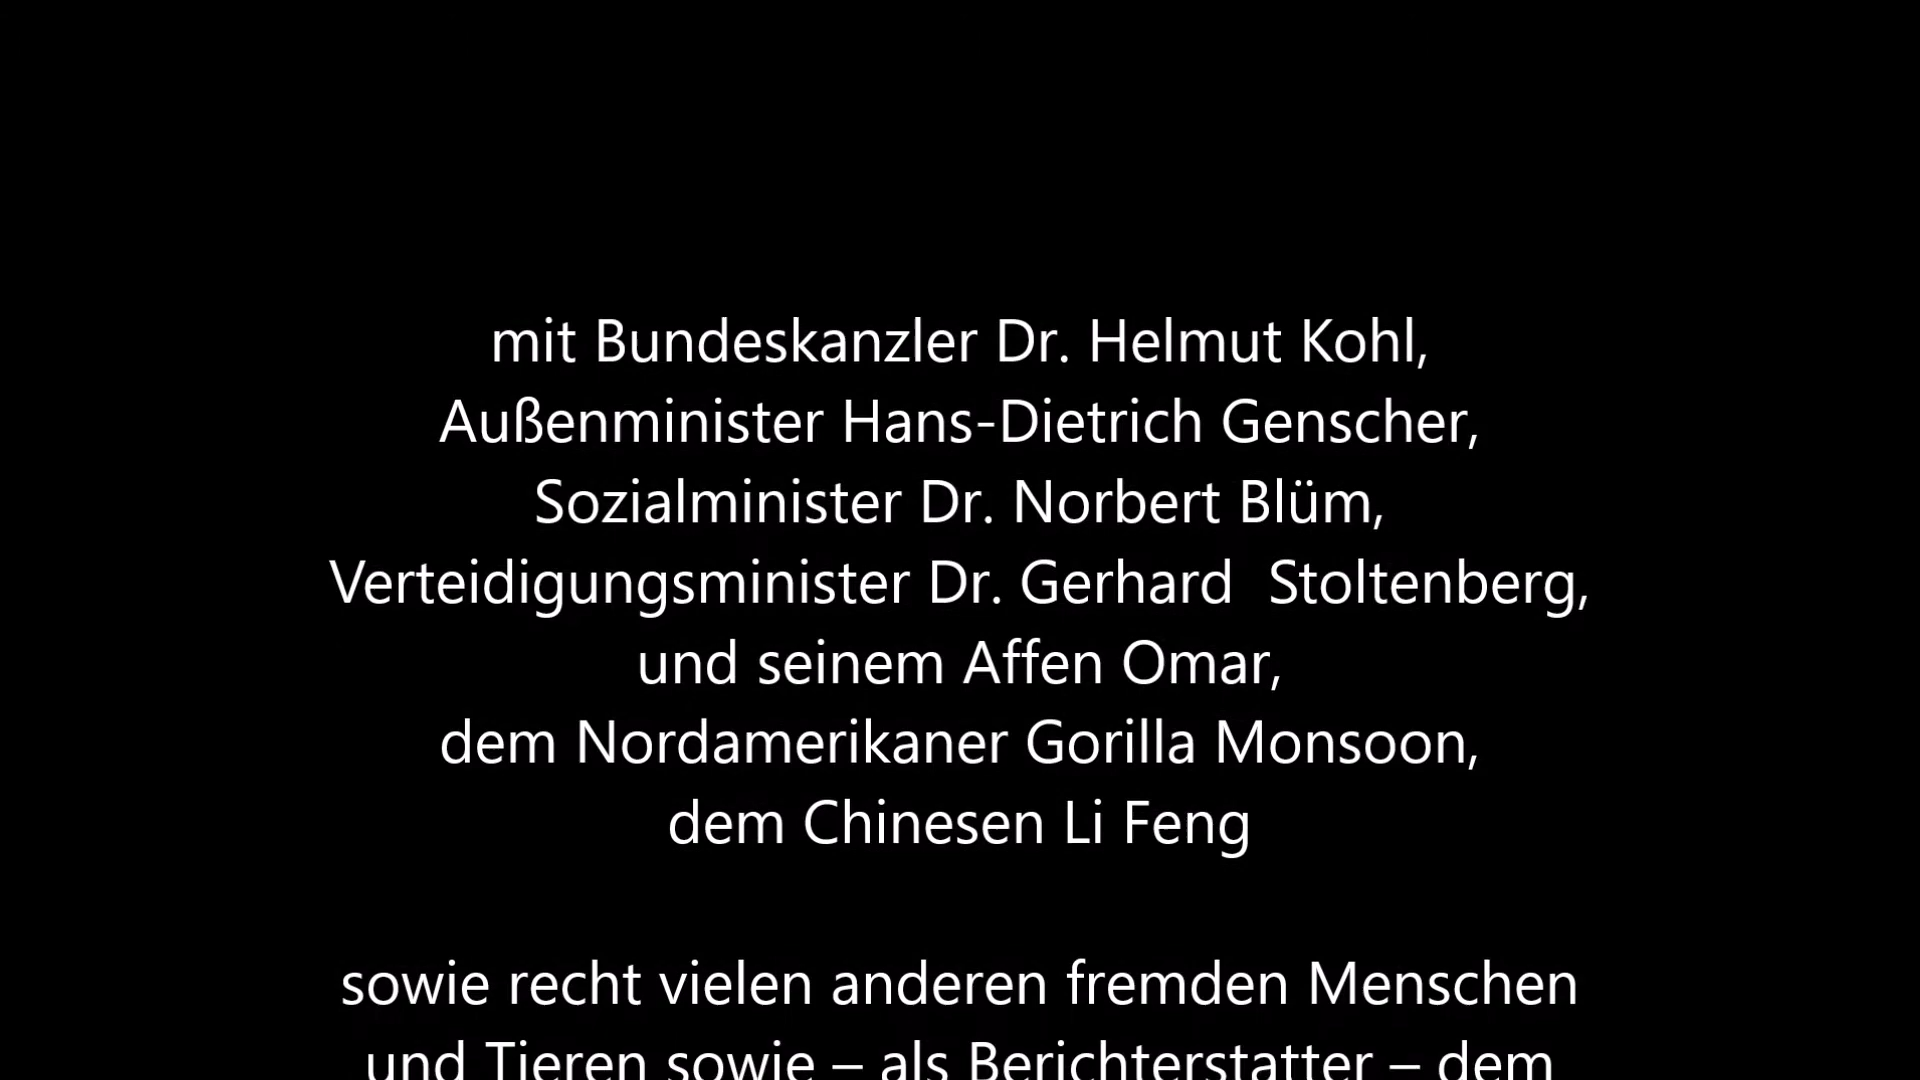 mit Bundeskanzler Dr. Helmut Kohl,
Außenminister Hans-Dietrich Genscher,
Sozialminister Dr. Norbert Blüm,
Verteidigungsminister Dr. Gerhard  Stoltenberg,
und seinem Affen Omar,
dem Nordamerikaner Gorilla Monsoon,
dem Chinesen Li Feng
sowie recht vielen anderen fremden Menschen
und Tieren sowie – als Berichterstatter – dem